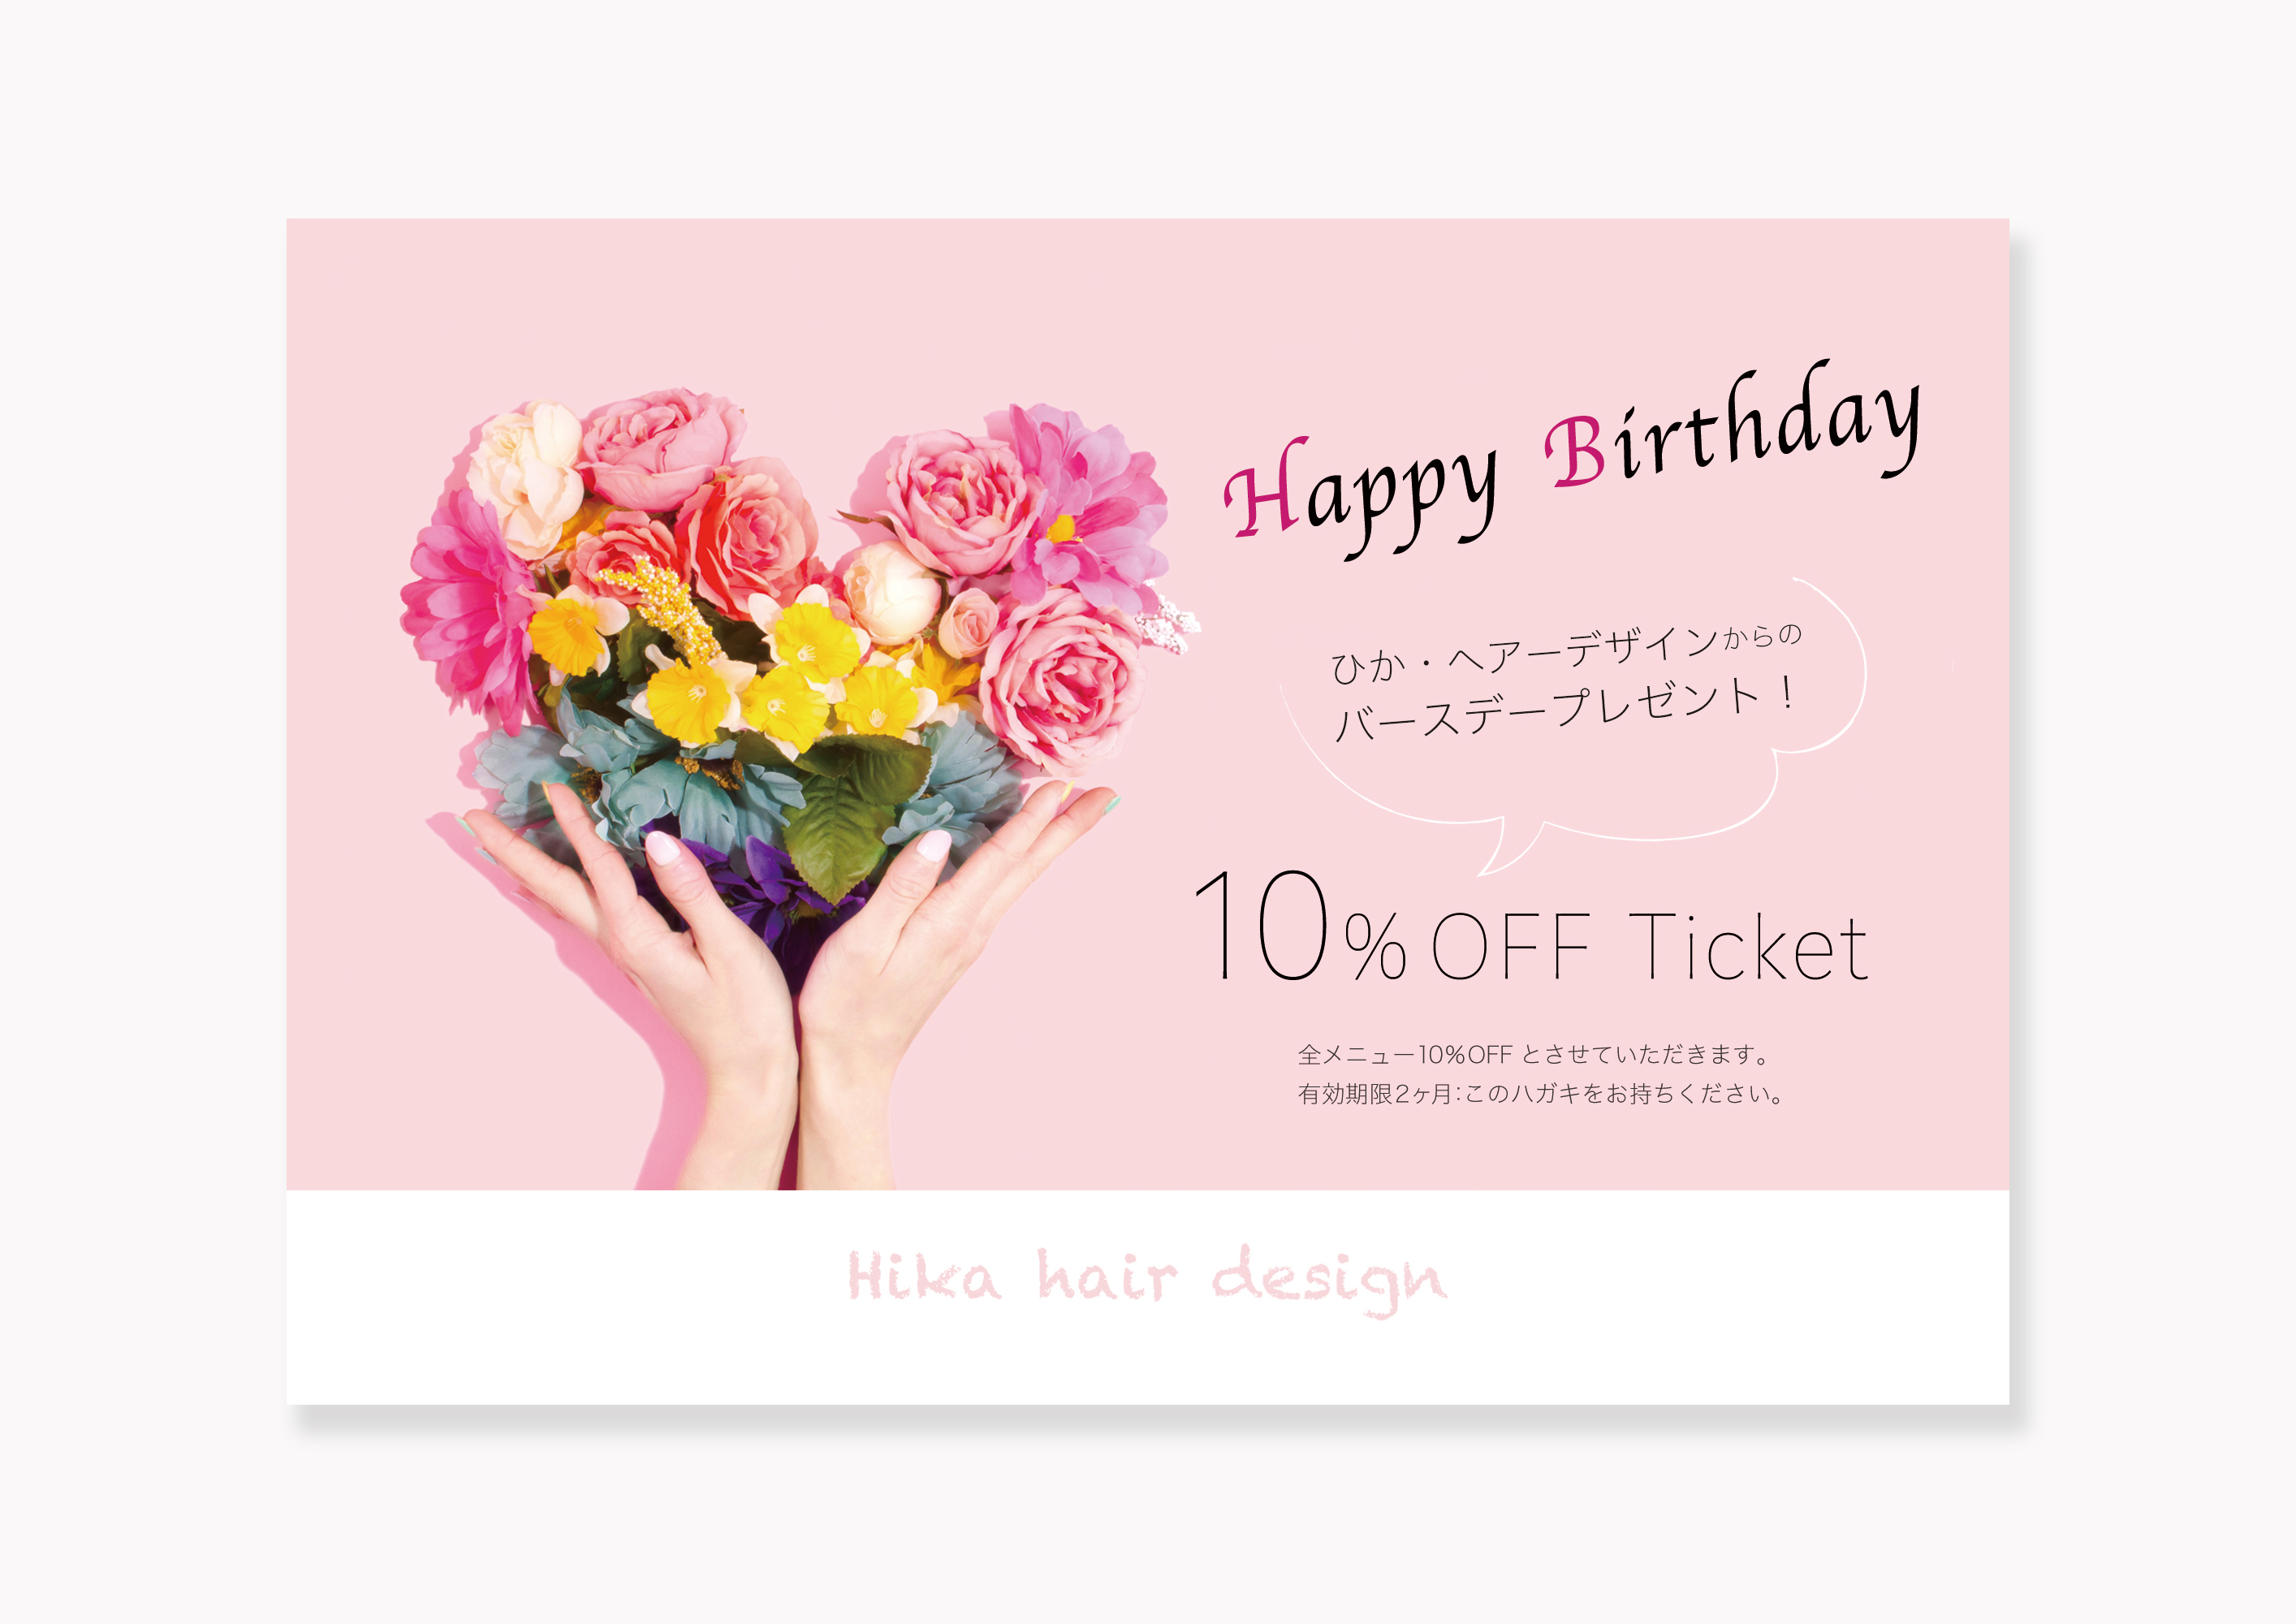 Happy Birthday
ひか・ヘアーデザインからの
バースデープレゼント！
10% OFF Ticket
全メニュー10%OFF とさせていただきます。
有効期限2ヶ月：このハガキをお持ちください。
Hika hair design